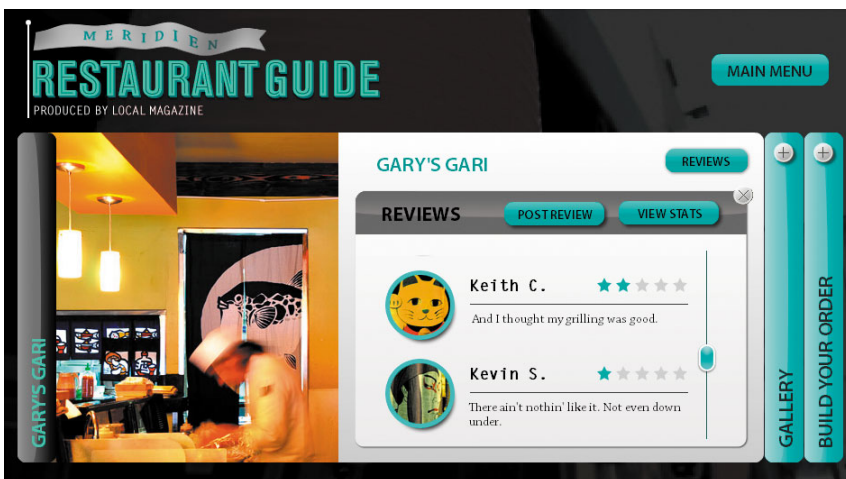 MERIDIEN
RESTAURANT GUIDE
PRODUCED BY LOCAL MAGAZINE
MAIN MENU
GARY'S GARI
GARY'S GARI
REVIEWS
REVIEWS
POST REVIEW
VIEW STATS
Keith C.
And I thought my grilling was good.
Kevin S.
There ain't nothin' like it. Not even down
under.
GALLERY
BUILD YOUR ORDER